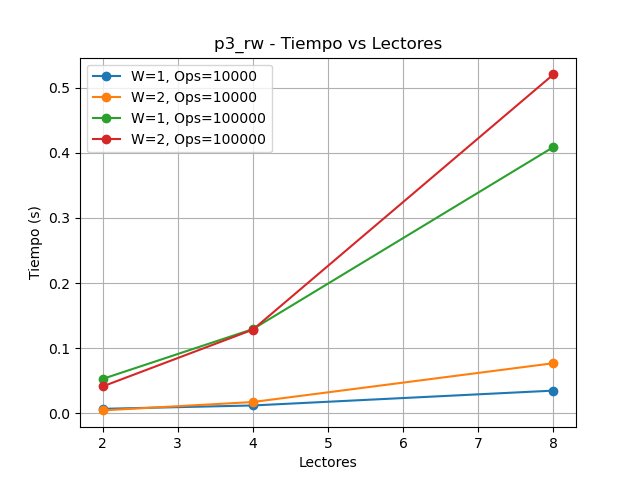 p3_rw - Tiempo vs Lectores
W=1, Ops=10000
W=2, Ops=10000
W=1, Ops=100000
W=2, Ops=100000
0.5
0.4
0.3
0.2
0.1
0.0
Tiempo (s)
2 3 4 5 6 7 8
Lectores